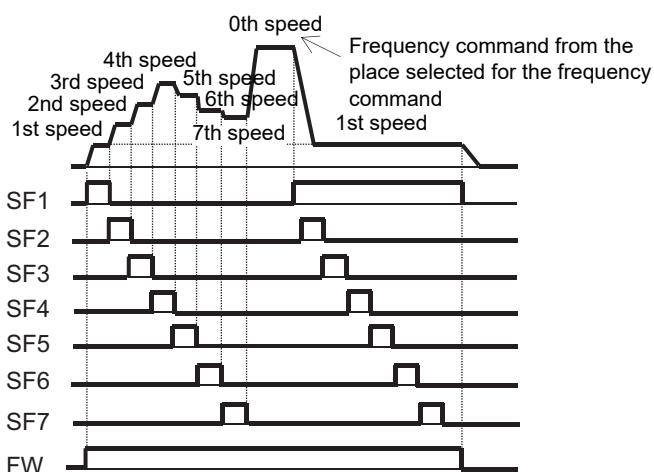 0th speed
Frequency command from the
place selected for the frequency
command
4th speed
3rd speed
5th speed
2nd speed
6th speed
1st speed
7th speed
1st speed
SF1
SF2
SF3
SF4
SF5
SF6
SF7
FW